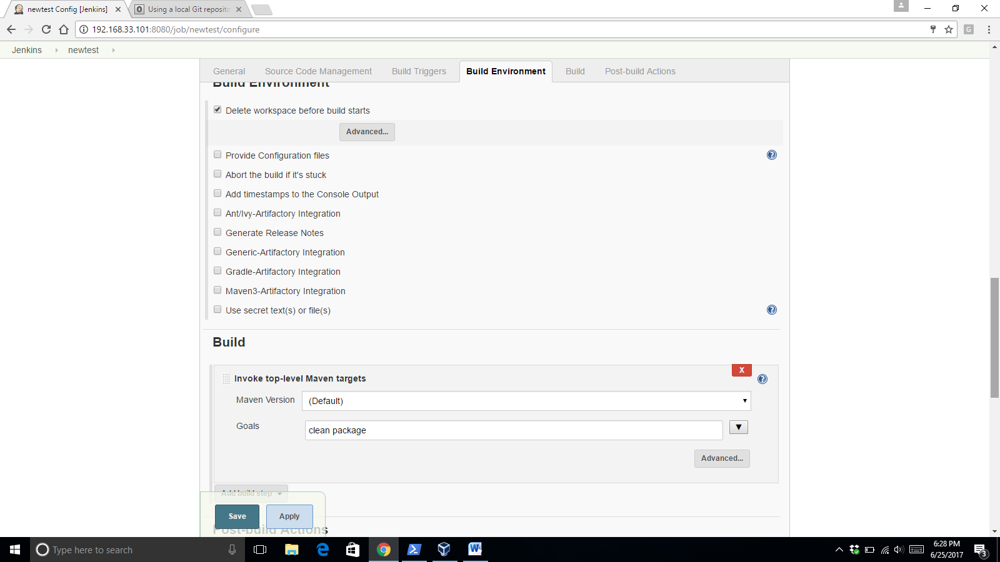 newtest Config [Jenkins]
Using a local Git reposito
192.168.33.101:8080/job/newtest/configure
G
Jenkins
newtest
General
Source Code Management
Build Triggers
Build Environment
Build
Post-build Actions
Build Environment
Delete workspace before build starts
Advanced...
Provide Configuration files
?
Abort the build if it's stuck
Add timestamps to the Console Output
Ant/Ivy-Artifactory Integration
Generate Release Notes
Generic-Artifactory Integration
Gradle-Artifactory Integration
Maven3-Artifactory Integration
Use secret text(s) or file(s)
?
Build
X
Invoke top-level Maven targets
?
Maven Version
(Default)
Goals
clean package
Advanced...
Add build step
Save
Apply
Post-build Actions
Type here to search
6:28 PM
6/25/2017
3